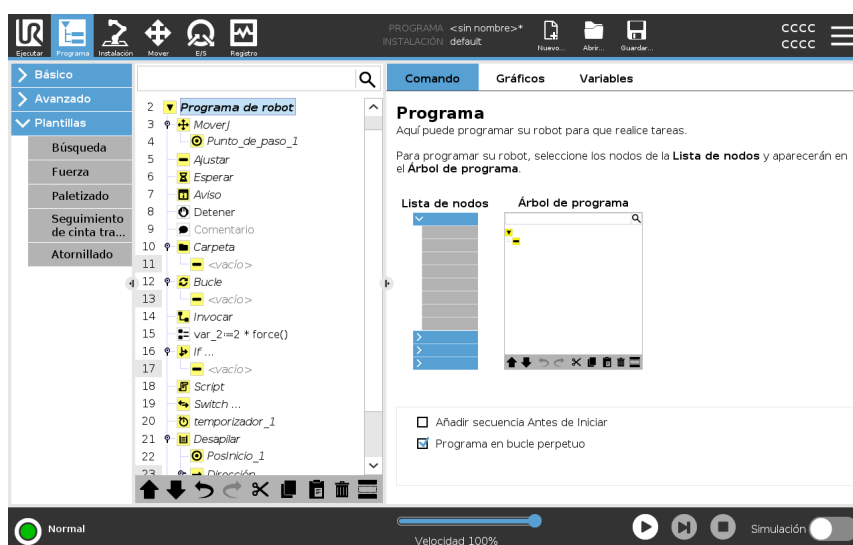 UR
PROGRAMA <sin nombre>*
INSTALACIÓN default
CCCC
CCCC
Ejecutar Programa Instalación Mover E/S Registro Nuevo... Abrir... Guardar...
Básico
Avanzado
Plantillas
Búsqueda
Fuerza
Paletizado
Seguimiento
de cinta tra...
Atornillado
2 Programa de robot
3 MoverJ
4 Punto_de_paso_1
5 Ajustar
6 Esperar
7 Aviso
8 Detener
9 Comentario
10 Carpeta
11 <vacío>
12 Bucle
13 <vacío>
14 Invocar
15 var_2:=2 * force()
16 If ...
17 <vacío>
18 Script
19 Switch ...
20 temporizador_1
21 Desapilar
22 PosInicio_1
23 Dirección
Comando Gráficos Variables
Programa
Aquí puede programar su robot para que realice tareas.
Para programar su robot, seleccione los nodos de la Lista de nodos y aparecerán en
el Árbol de programa.
Lista de nodos Árbol de programa
Añadir secuencia Antes de Iniciar
Programa en bucle perpetuo
Normal
Velocidad 100%
Simulación